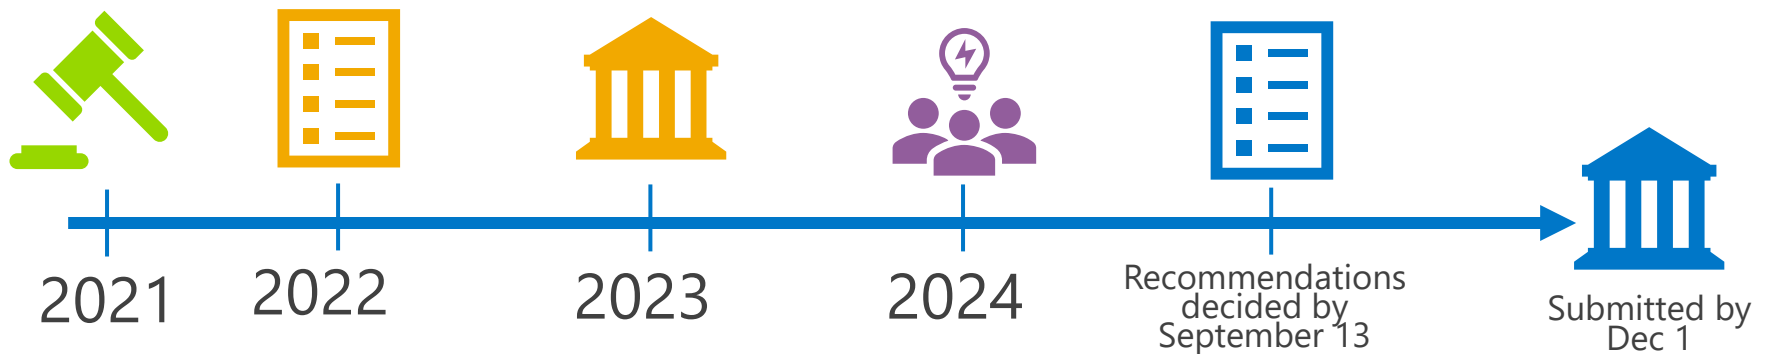 2021
2022
2023
2024
Recommendations
decided by
September 13
Submitted by
Dec 1